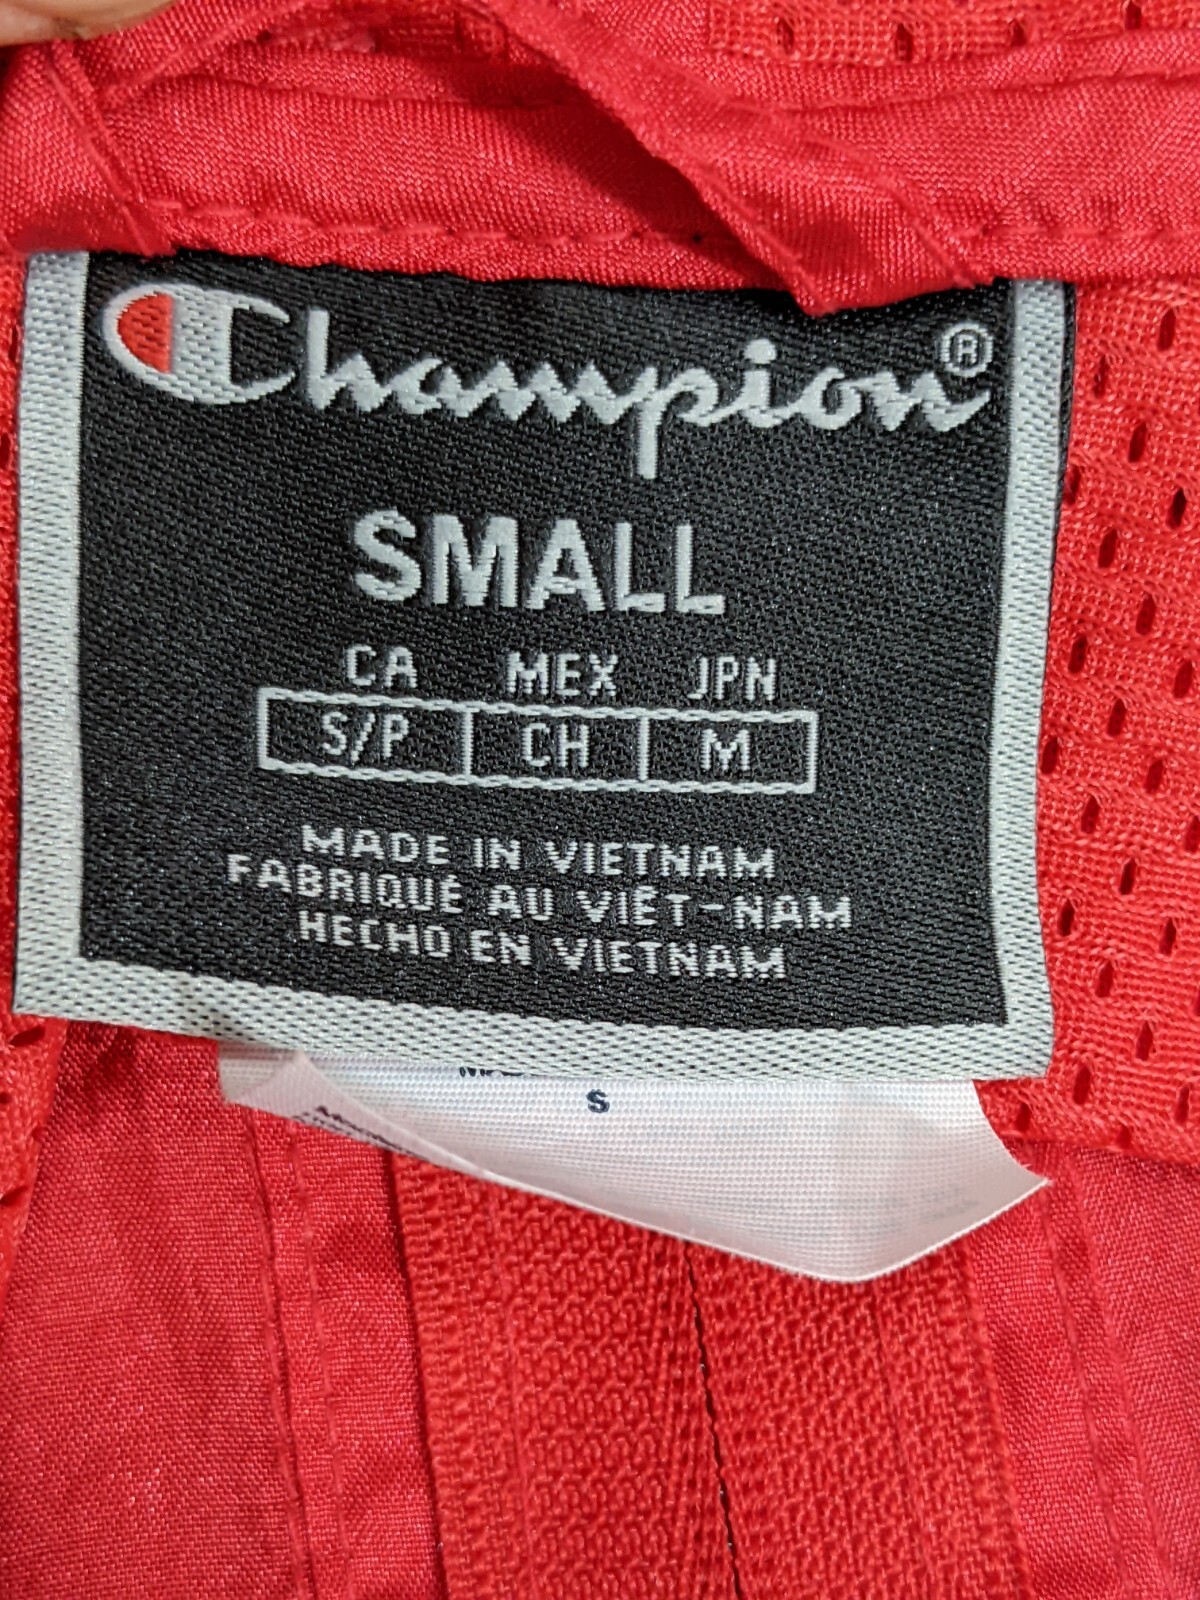 Champion®
SMALL
CA MEX JPN
S/P CH M
MADE IN VIETNAM
FABRIQUÉ AU VIÊT-NAM
HECHO EN VIETNAM
S